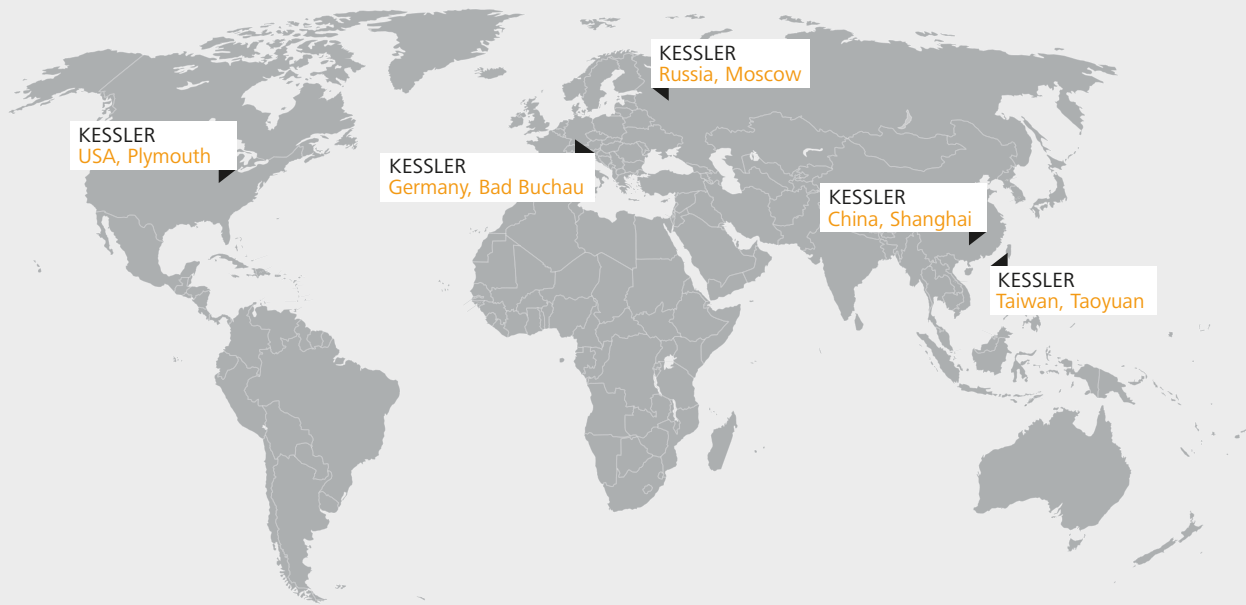 KESSLER
Russia, Moscow
KESSLER
USA, Plymouth
KESSLER
Germany, Bad Buchau
KESSLER
China, Shanghai
KESSLER
Taiwan, Taoyuan